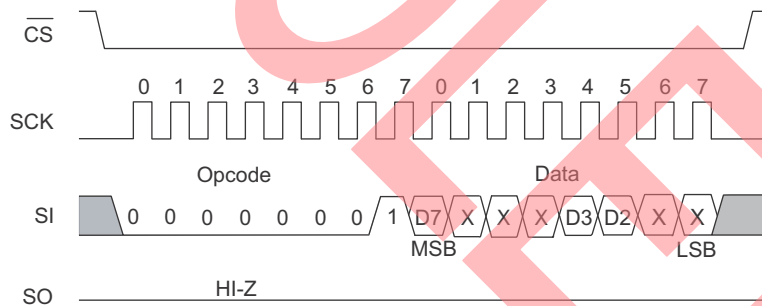 CS
0 1 2 3 4 5 6 7 0 1 2 3 4 5 6 7
SCK
Opcode Data
SI 0 0 0 0 0 0 0 1 D7 X X X D3 D2 X X
MSB LSB
HI-Z
SO